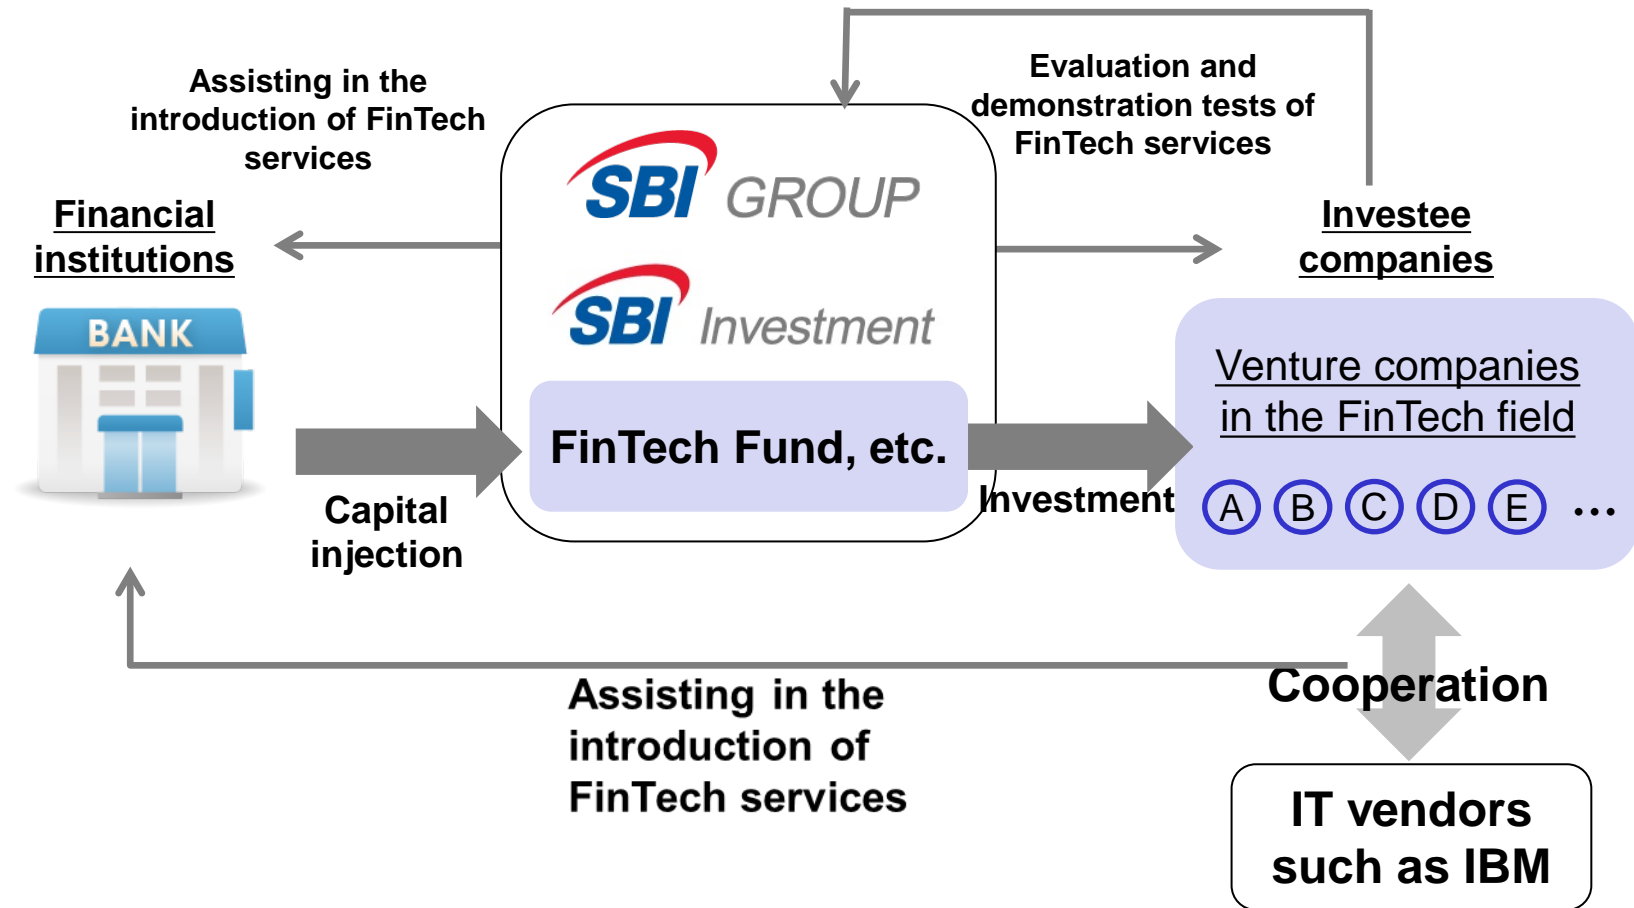 Assisting in the
introduction of FinTech
services
Evaluation and
demonstration tests of
FinTech services
Financial
institutions
SBI GROUP
SBI Investment
Investee
companies
BANK
FinTech Fund, etc.
Venture companies
in the FinTech field
A B C D E …
Capital
injection
Investment
Cooperation
Assisting in the
introduction of
FinTech services
IT vendors
such as IBM